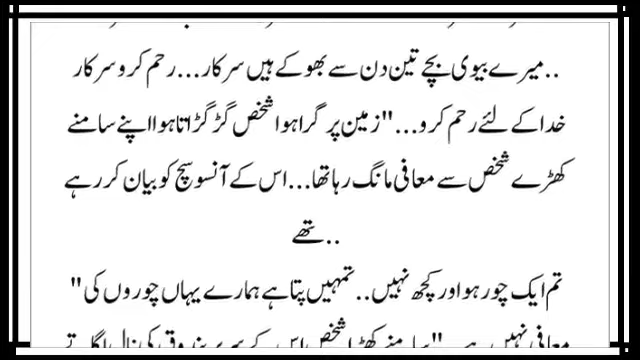 ..میرے بیوی بچے تین دن سے بھوکے ہیں سرکار...رحم کرو سرکار
خدا کے لئے رحم کرو..."زمین پر گرا ہوا شخص گڑگڑاتا ہوا اپنے سامنے
کھڑے شخص سے معافی مانگ رہا تھا...اس کے آنسو سچ کو بیان کر رہے
..تھے
تم ایک چور ہو اور کچھ نہیں..تمہیں پتا ہے ہمارے یہاں چوروں کی"